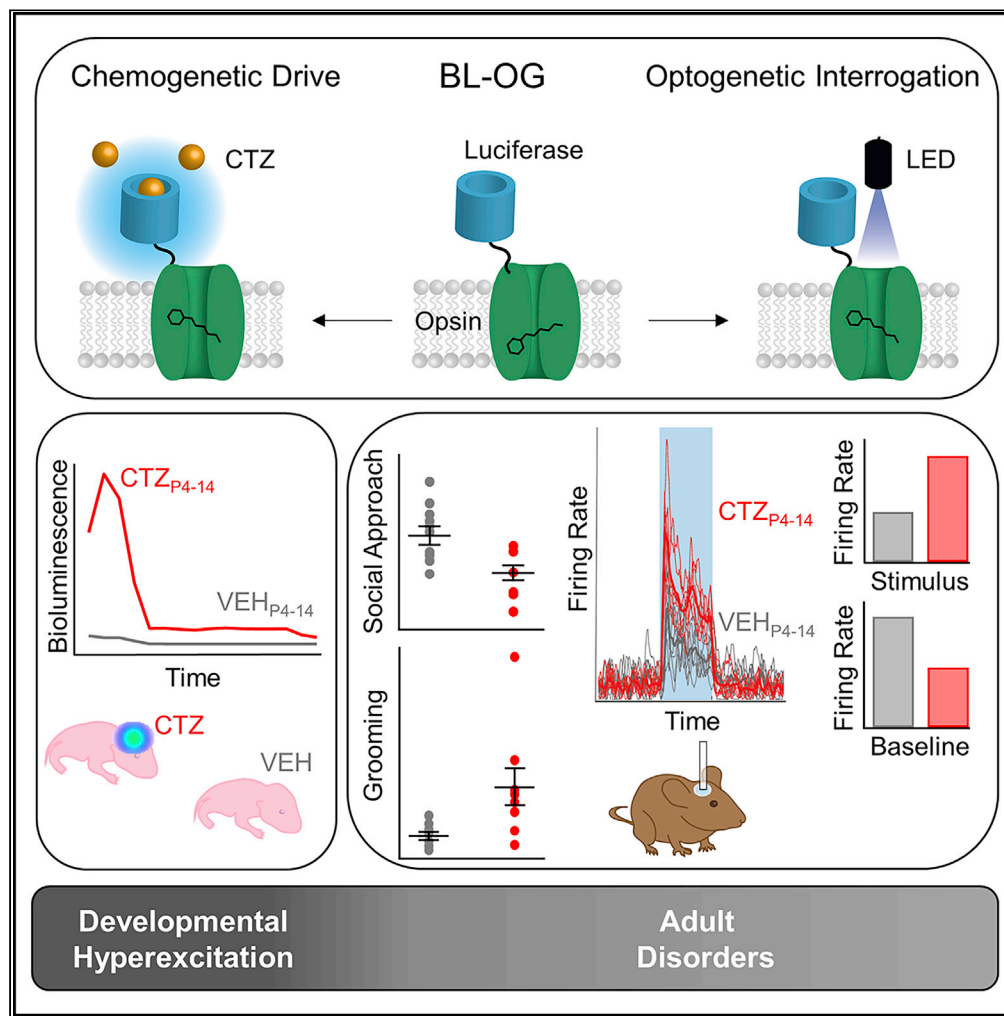 Chemogenetic Drive
BL-OG
Optogenetic Interrogation
CTZ
Luciferase
LED
Opsin
Bioluminescence
CTZP4-14
VEHP4-14
Time
CTZ
VEH
Social Approach
Grooming
Firing Rate
CTZP4-14
VEHP4-14
Time
Firing Rate
Stimulus
Firing Rate
Baseline
Developmental
Hyperexcitation
Adult
Disorders